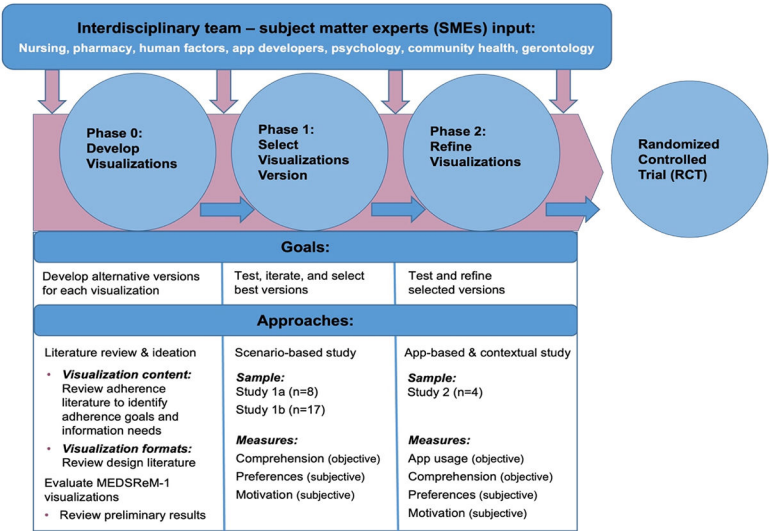 Interdisciplinary team – subject matter experts (SMEs) input:
Nursing, pharmacy, human factors, app developers, psychology, community health, gerontology
Phase 0:
Develop
Visualizations
Phase 1:
Select
Visualizations
Version
Phase 2:
Refine
Visualizations
Randomized
Controlled
Trial (RCT)
Goals:
Develop alternative versions
for each visualization
Test, iterate, and select
best versions
Test and refine
selected versions
Approaches:
Literature review & ideation
• Visualization content:
Review adherence
literature to identify
adherence goals and
information needs
• Visualization formats:
Review design literature
Evaluate MEDSReM-1
visualizations
• Review preliminary results
Scenario-based study
Sample:
Study 1a (n=8)
Study 1b (n=17)
Measures:
Comprehension (objective)
Preferences (subjective)
Motivation (subjective)
App-based & contextual study
Sample:
Study 2 (n=4)
Measures:
App usage (objective)
Comprehension (objective)
Preferences (subjective)
Motivation (subjective)